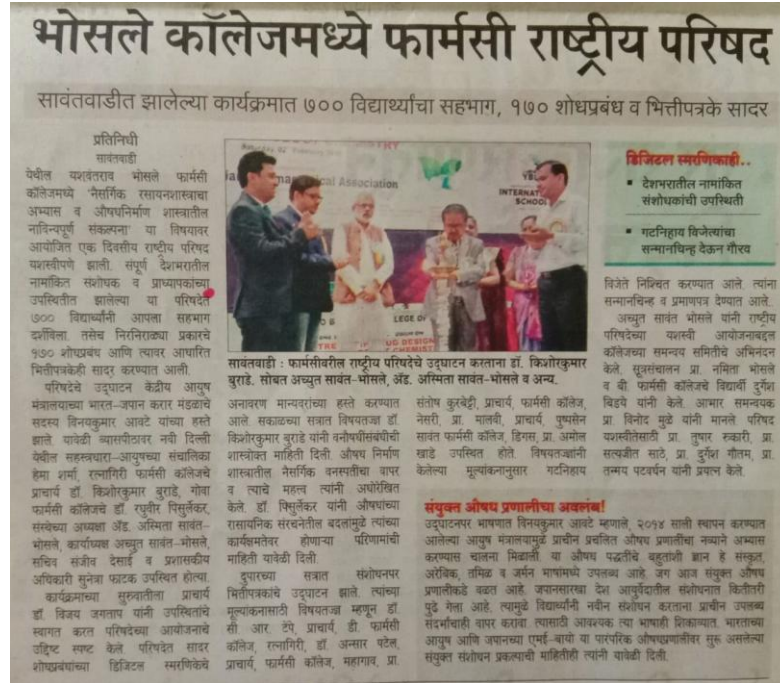 भोसले कॉलेजमध्ये फार्मसी राष्ट्रीय परिषद
सावंतवाडीत झालेल्या कार्यक्रमात ७०० विद्यार्थ्यांचा सहभाग, १७० शोधप्रबंध व भित्तीपत्रके सादर
प्रतिनिधी
सावंतवाडी
येथील यशवंतराव भोसले फार्मसी
कॉलेजमध्ये 'नैसर्गिक रसायनशास्त्राचा
अभ्यास व औषधनिर्माण शास्त्रातील
नाविन्यपूर्ण संकल्पना' या विषयावर
आयोजित एक दिवसीय राष्ट्रीय परिषद
यशस्वीपणे झाली. संपूर्ण देशभरातील
नामांकित संशोधक व प्राध्यापकांच्या
उपस्थितीत झालेल्या या परिषदेत
७०० विद्यार्थ्यांनी आपला सहभाग
दर्शविला. तसेच निरनिराळ्या प्रकारचे
१७० शोधप्रबंध आणि त्यावर आधारित
भित्तीपत्रकेही सादर करण्यात आली.
परिषदेचे उद्घाटन केंद्रीय आयुष
मंत्रालयाच्या भारत-जपान करार मंडळाचे
सदस्य विनयकुमार आवटे यांच्या हस्ते
झाले. यावेळी व्यासपीठावर नवी दिल्ली
येथील सहस्त्रधारा-आयुषच्या संचालिका
हेमा शर्मा, रत्नागिरी फार्मसी कॉलेजचे
प्राचार्य डॉ. किशोरकुमार बुराडे, गोवा
फार्मसी कॉलेजचे डॉ. रघुवीर पिसुर्लेकर,
संस्थेच्या अध्यक्षा अॅड. अस्मिता सावंत-
भोसले, कार्याध्यक्ष अच्युत सावंत-भोसले,
सचिव संजीव देसाई व प्रशासकीय
अधिकारी सुनेत्रा फाटक उपस्थित होत्या.
कार्यक्रमाच्या सुरुवातीला प्राचार्य
डॉ. विजय जगताप यांनी उपस्थितांचे
स्वागत करत परिषदेच्या आयोजनाचे
उद्दिष्ट स्पष्ट केले. परिषदेत सादर
शोधप्रबंधांच्या डिजिटल स्मरणिकेचे
Pharmaceutical Association
YB
INTERNAT
SCHOOL
LEGE OF
UG DESIGN
CHEMIST
सावंतवाडी : फार्मसीवरील राष्ट्रीय परिषदेचे उद्घाटन करताना डॉ. किशोरकुमार
बुराडे. सोबत अच्युत सावंत-भोसले, अॅड. अस्मिता सावंत-भोसले व अन्य.
अनावरण मान्यवरांच्या हस्ते करण्यात
आले. सकाळच्या सत्रात विषयतज्ज्ञ डॉ.
किशोरकुमार बुराडे यांनी वनौषधींसंबंधीची
शास्त्रोक्त माहिती दिली. औषध निर्माण
शास्त्रातील नैसर्गिक वनस्पतींचा वापर
व त्याचे महत्त्व त्यांनी अधोरेखित
केले. डॉ. पिसुर्लेकर यांनी औषधांच्या
रासायनिक संरचनेतील बदलांमुळे त्यांच्या
कार्यक्षमतेवर होणाऱ्या परिणामांची
माहिती यावेळी दिली.
दुपारच्या सत्रात संशोधनपर
भित्तीपत्रकांचे उद्घाटन झाले. त्यांच्या
मूल्यांकनासाठी विषयतज्ज्ञ म्हणून डॉ.
सी. आर. टेंपे, प्राचार्य, डी. फार्मसी
कॉलेज, रत्नागिरी, डॉ. अन्सार पटेल,
प्राचार्य, फार्मसी कॉलेज, महागाव, प्रा.
संतोष कुरबेट्टी, प्राचार्य, फार्मसी कॉलेज,
नेसरी, प्रा. मालवी, प्राचार्य, पुष्पसेन
सावंत फार्मसी कॉलेज, डिगस, प्रा. अमोल
खाडे उपस्थित होते. विषयतज्ज्ञांनी
केलेल्या मूल्यांकनानुसार गटनिहाय
डिजिटल स्मरणिकाही..
देशभरातील नामांकित
संशोधकांची उपस्थिती
गटनिहाय विजेत्यांचा
सन्मानचिन्ह देऊन गौरव
विजेते निश्चित करण्यात आले. त्यांना
सन्मानचिन्ह व प्रमाणपत्र देण्यात आले.
अच्युत सावंत भोसले यांनी राष्ट्रीय
परिषदेच्या यशस्वी आयोजनाबद्दल
कॉलेजच्या समन्वय समितीचे अभिनंदन
केले. सूत्रसंचालन प्रा. नमिता भोसले
व बी. फार्मसी कॉलेजचे विद्यार्थी दुर्गेश
बिडये यांनी केले. आभार समन्वयक
प्रा. विनोद मुळे यांनी मानले. परिषद
यशस्वीतेसाठी प्रा. तुषार रुकारी, प्रा.
सत्यजीत साठे, प्रा. दुर्गेश गौतम, प्रा.
तन्मय पटवर्धन यांनी प्रयत्न केले.
संयुक्त औषध प्रणालीचा अवलंब!
उद्घाटनपर भाषणात विनयकुमार आवटे म्हणाले, २०१४ साली स्थापन करण्यात
आलेल्या आयुष मंत्रालयामुळे प्राचीन प्रचलित औषध प्रणालींचा नव्याने अभ्यास
करण्यास चालना मिळाली. या औषध पद्धतीचे बहुतांशी ज्ञान हे संस्कृत,
अरेबिक, तमिळ व जर्मन भाषांमध्ये उपलब्ध आहे. जग आज संयुक्त औषध
प्रणालीकडे वळत आहे. जपानसारखा देश आयुर्वेदातील संशोधनात कितीतरी
पुढे गेला आहे. त्यामुळे विद्यार्थ्यांनी नवीन संशोधन करताना प्राचीन उपलब्ध
संदर्भाचाही वापर करावा. त्यासाठी आवश्यक त्या भाषाही शिकाव्यात. भारताच्या
आयुष आणि जपानच्या एमई-बायो या पारंपरिक औषधप्रणालींवर सुरू असलेल्या
संयुक्त संशोधन प्रकल्पाची माहितीही त्यांनी यावेळी दिली.